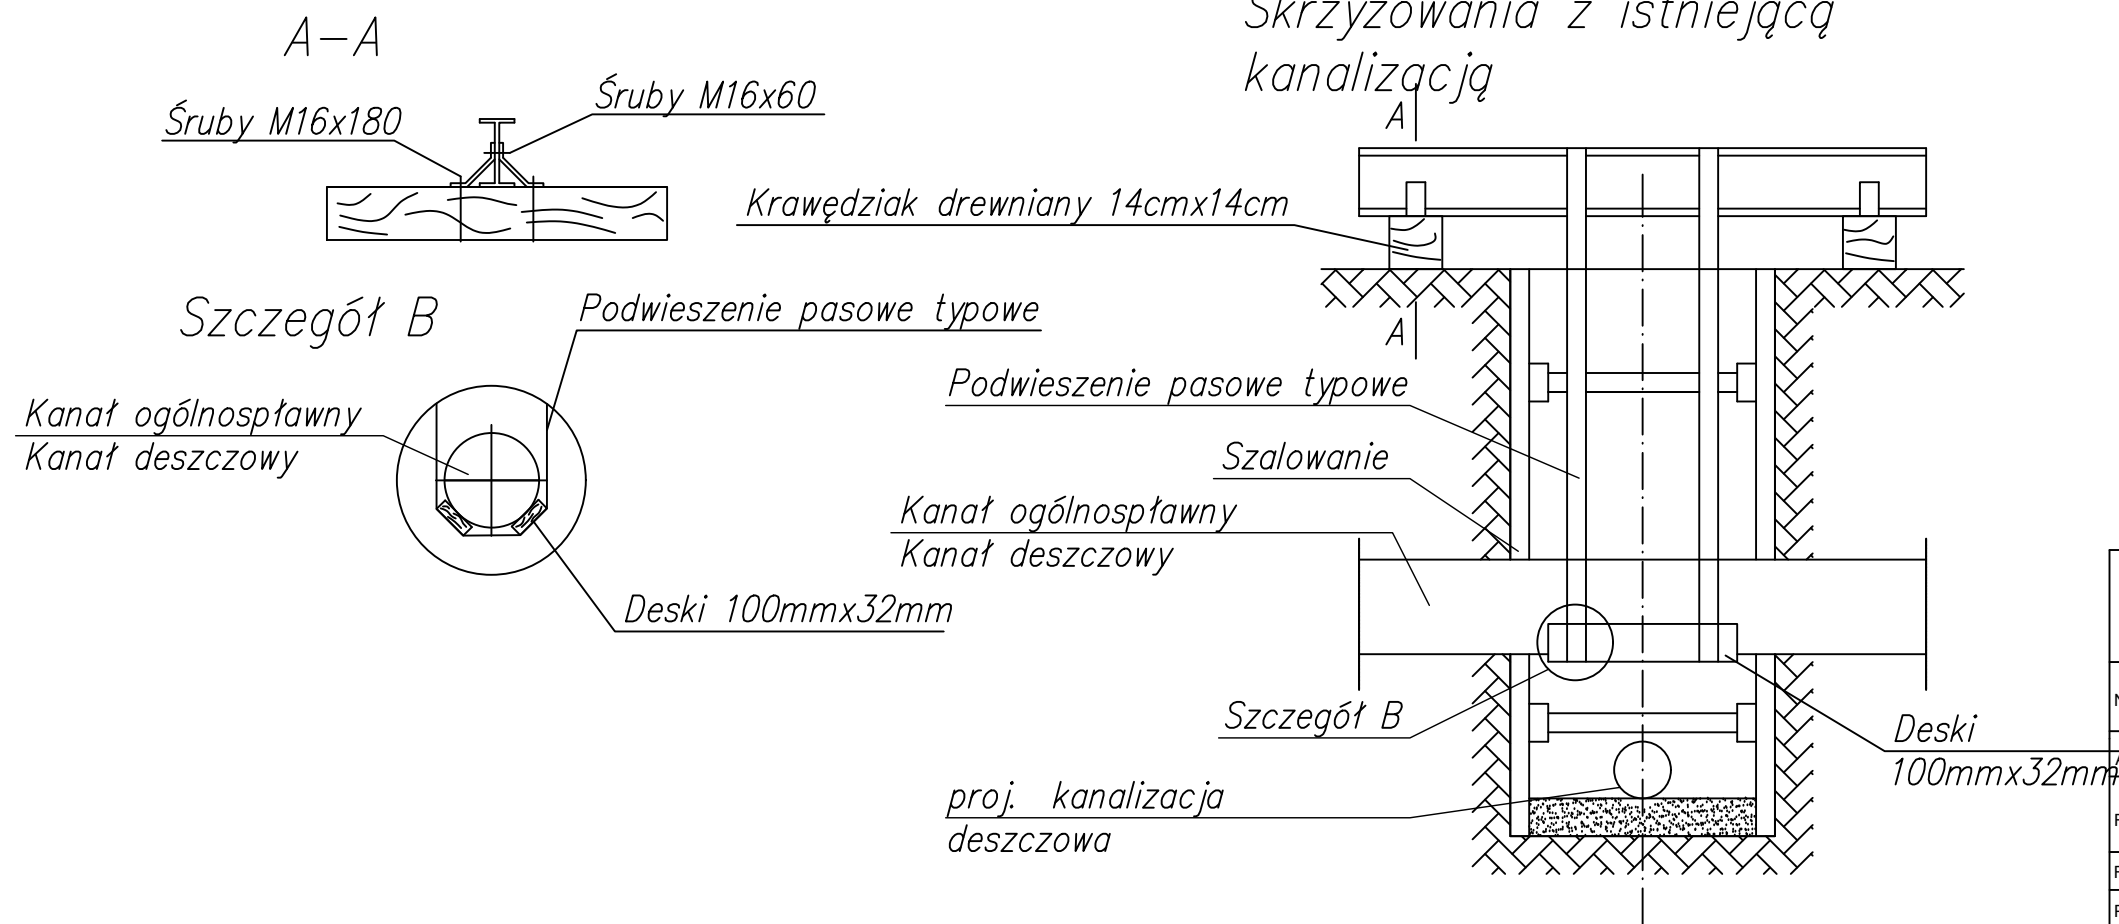 A-A
Śruby M16x180
Śruby M16x60
Skrzyżowania z istniejącą
kanalizacją
A
Krawędziak drewniany 14cmx14cm
Szczegół B
Podwieszenie pasowe typowe
A
Kanał ogólnospławny
Kanał deszczowy
Podwieszenie pasowe typowe
Szalowanie
Kanał ogólnospławny
Kanał deszczowy
Deski 100mmx32mm
Szczegół B
Deski
100mmx32mm
proj. kanalizacja
deszczowa